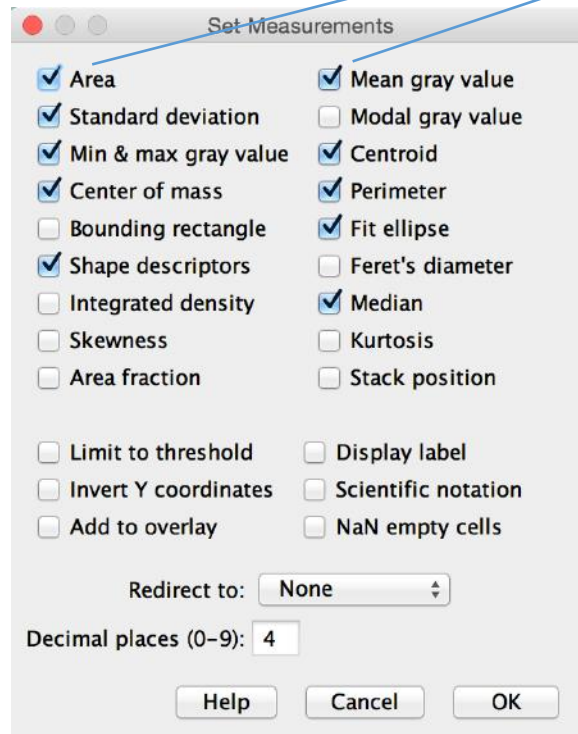 Set Measurements
Area Mean gray value
Standard deviation Modal gray value
Min & max gray value Centroid
Center of mass Perimeter
Bounding rectangle Fit ellipse
Shape descriptors Feret's diameter
Integrated density Median
Skewness Kurtosis
Area fraction Stack position
Limit to threshold Display label
Invert Y coordinates Scientific notation
Add to overlay NaN empty cells
Redirect to: None
Decimal places (0-9): 4
Help Cancel OK